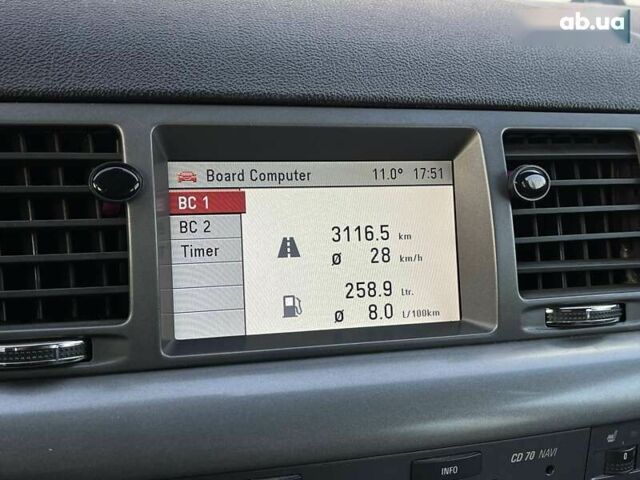 ab.ua
Board Computer 11.0° 17:51
BC 1
BC 2
Timer
3116.5 km
ø 28 km/h
258.9 Ltr.
ø 8.0 L/100km
CD 70 NAVI
INFO
0